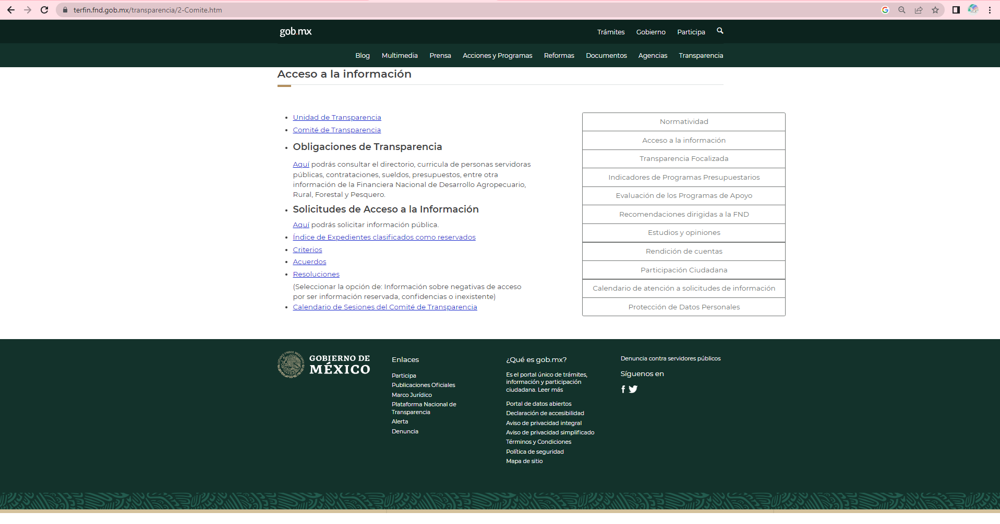 terfin.fnd.gob.mx/transparencia/2-Comite.htm
gob.mx
Trámites Gobierno Participa
Blog Multimedia Prensa Acciones y Programas Reformas Documentos Agencias Transparencia
Acceso a la información
Unidad de Transparencia
Comité de Transparencia
Obligaciones de Transparencia
Aquí podrás consultar el directorio, curricula de personas servidoras
públicas, contrataciones, sueldos, presupuestos, entre otra
información de la Financiera Nacional de Desarrollo Agropecuario,
Rural, Forestal y Pesquero.
Solicitudes de Acceso a la Información
Aquí podrás solicitar información pública.
Índice de Expedientes clasificados como reservados
Criterios
Acuerdos
Resoluciones
(Seleccionar la opción de: Información sobre negativas de acceso
por ser información reservada, confidencias o inexistente)
Calendario de Sesiones del Comité de Transparencia
Normatividad
Acceso a la información
Transparencia Focalizada
Indicadores de Programas Presupuestarios
Evaluación de los Programas de Apoyo
Recomendaciones dirigidas a la FND
Estudios y opiniones
Rendición de cuentas
Participación Ciudadana
Calendario de atención a solicitudes de información
Protección de Datos Personales
GOBIERNO DE
MÉXICO
Enlaces
Participa
Publicaciones Oficiales
Marco Jurídico
Plataforma Nacional de
Transparencia
Alerta
Denuncia
¿Qué es gob.mx?
Es el portal único de trámites,
información y participación
ciudadana. Leer más
Portal de datos abiertos
Declaración de accesibilidad
Aviso de privacidad integral
Aviso de privacidad simplificado
Términos y Condiciones
Política de seguridad
Mapa de sitio
Denuncia contra servidores públicos
Síguenos en